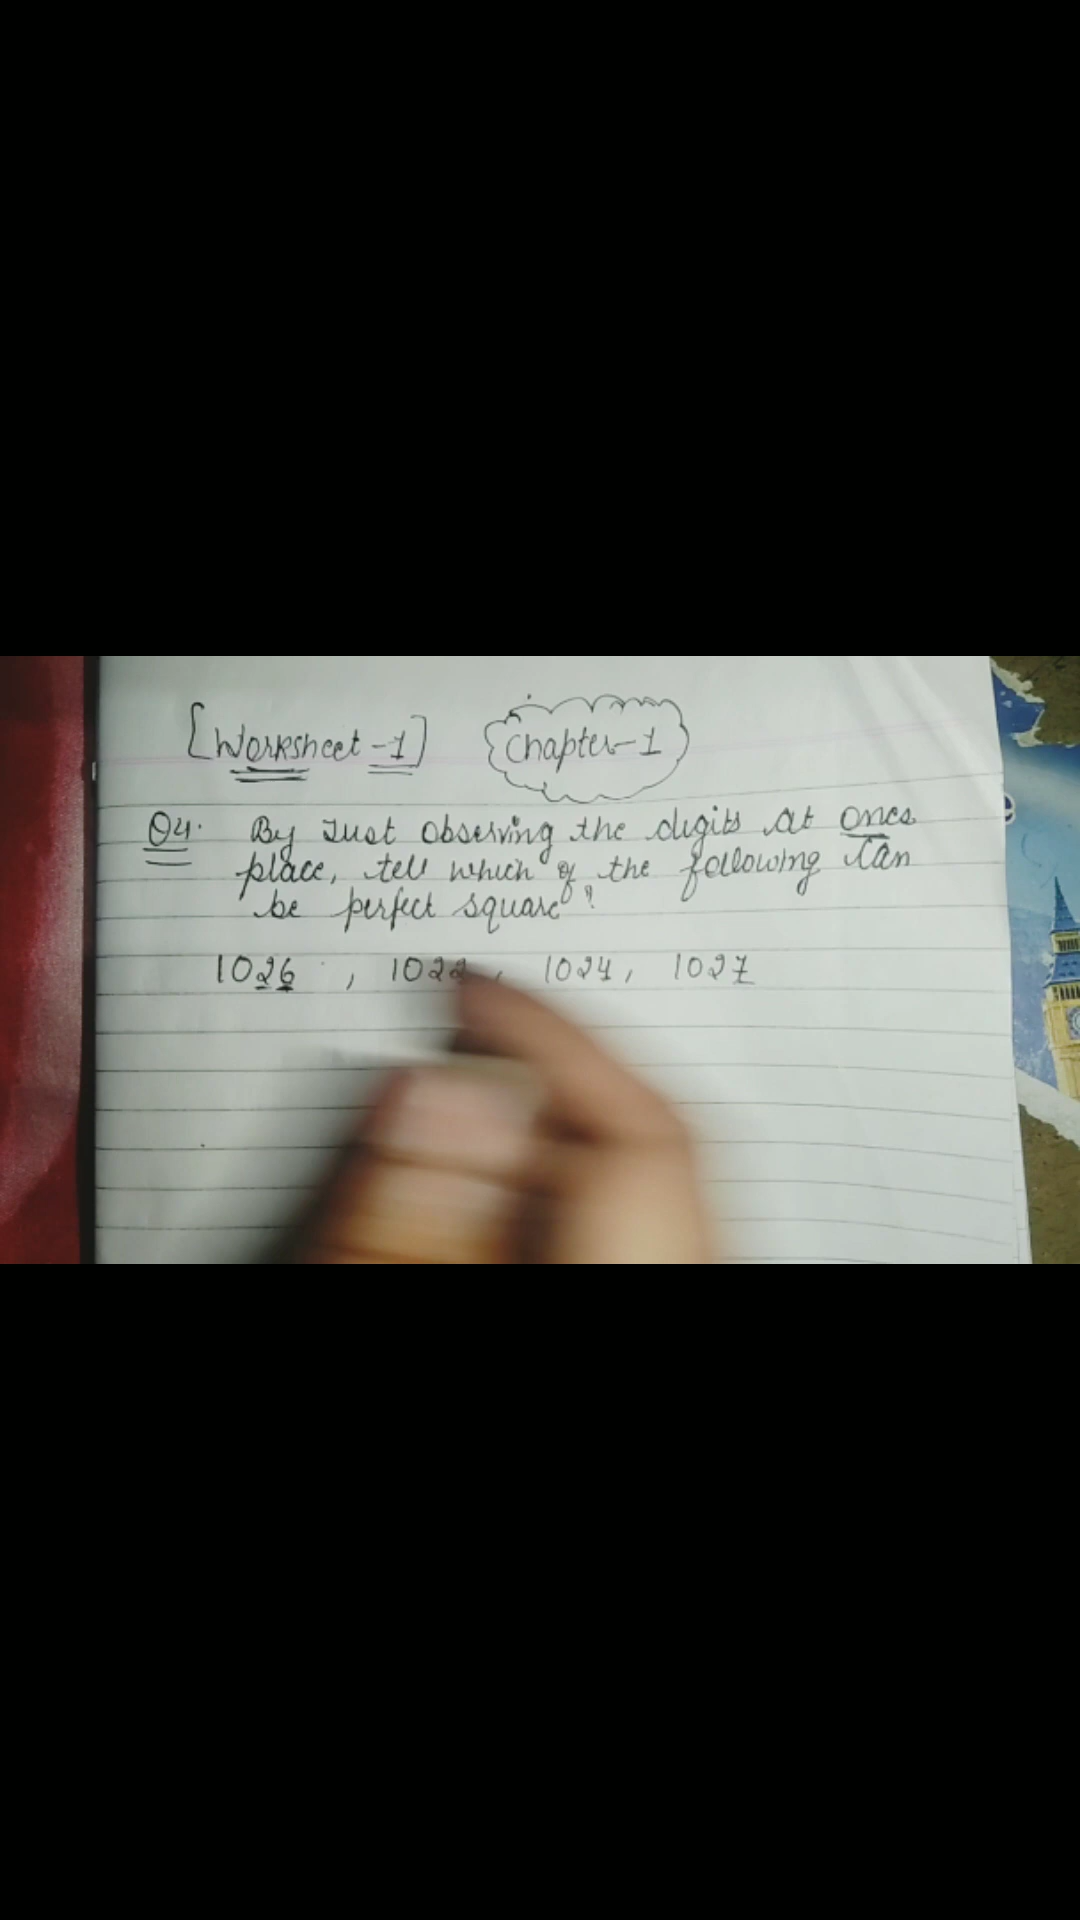 [Worksheet-1] Chapter-1
Q4. By Just observing the digits at ones
place, tell which of the following can
be perfect square?
1026, 1022, 1024, 1027